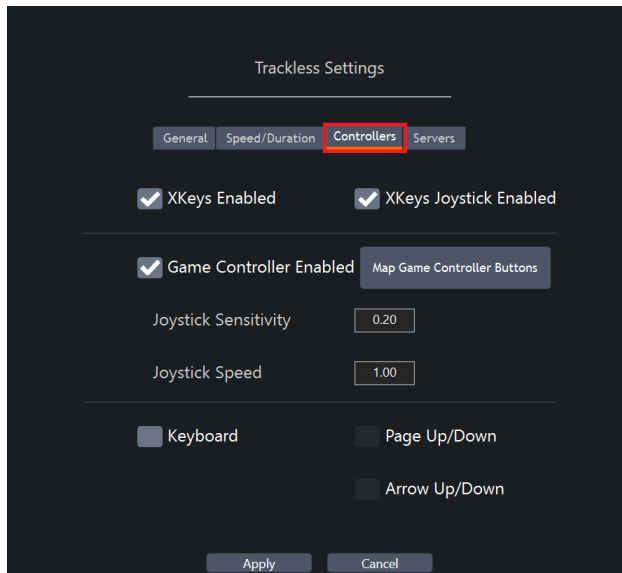 Trackless Settings
General Speed/Duration Controllers Servers
XKeys Enabled XKeys Joystick Enabled
Game Controller Enabled Map Game Controller Buttons
Joystick Sensitivity 0.20
Joystick Speed 1.00
Keyboard Page Up/Down
Arrow Up/Down
Apply Cancel